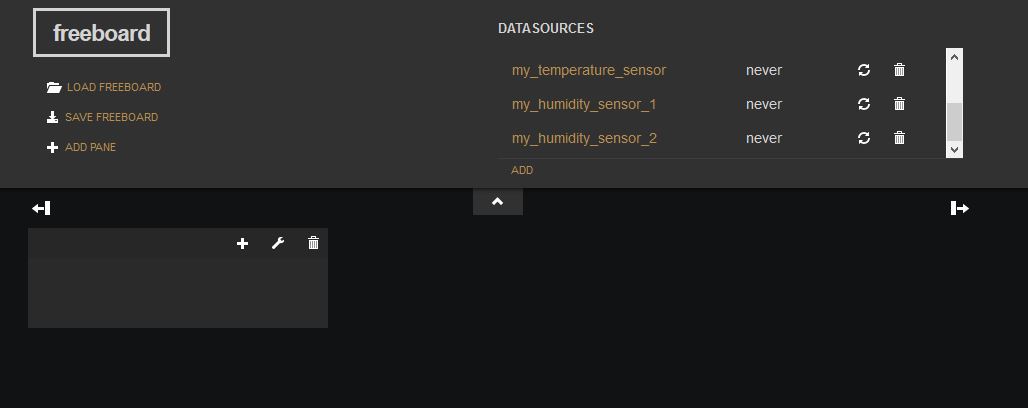 freeboard
LOAD FREEBOARD
SAVE FREEBOARD
ADD PANE
DATASOURCES
my_temperature_sensor never
my_humidity_sensor_1 never
my_humidity_sensor_2 never
ADD